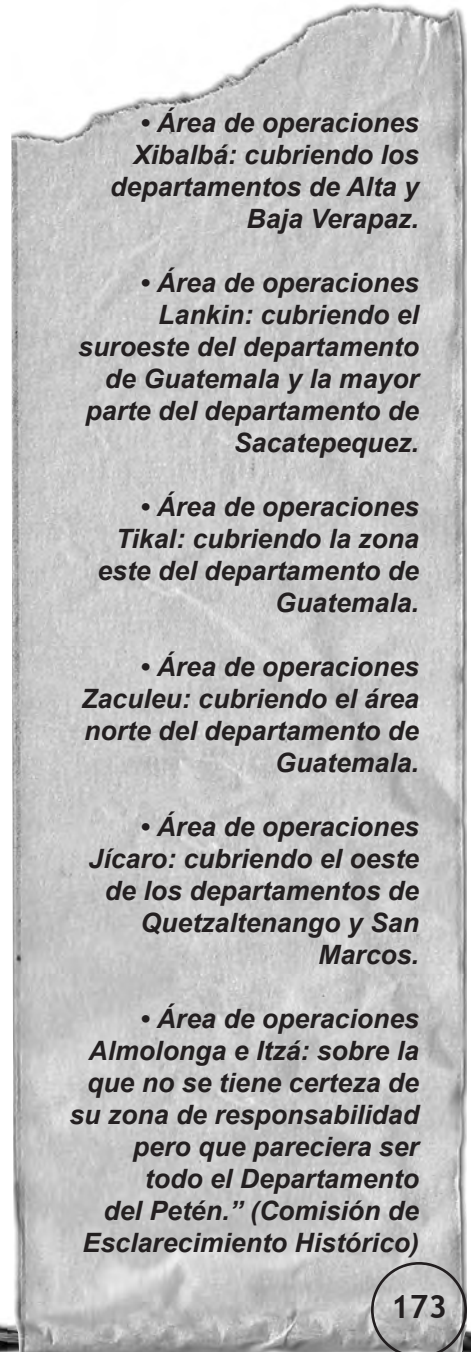 • Área de operaciones
Xibalbá: cubriendo los
departamentos de Alta y
Baja Verapaz.
• Área de operaciones
Lankin: cubriendo el
suroeste del departamento
de Guatemala y la mayor
parte del departamento de
Sacatepequez.
• Área de operaciones
Tikal: cubriendo la zona
este del departamento de
Guatemala.
• Área de operaciones
Zaculeu: cubriendo el área
norte del departamento de
Guatemala.
• Área de operaciones
Jícaro: cubriendo el oeste
de los departamentos de
Quetzaltenango y San
Marcos.
• Área de operaciones
Almolonga e Itzá: sobre la
que no se tiene certeza de
su zona de responsabilidad
pero que pareciera ser
todo el Departamento
del Petén.” (Comisión de
Esclarecimiento Histórico)
173